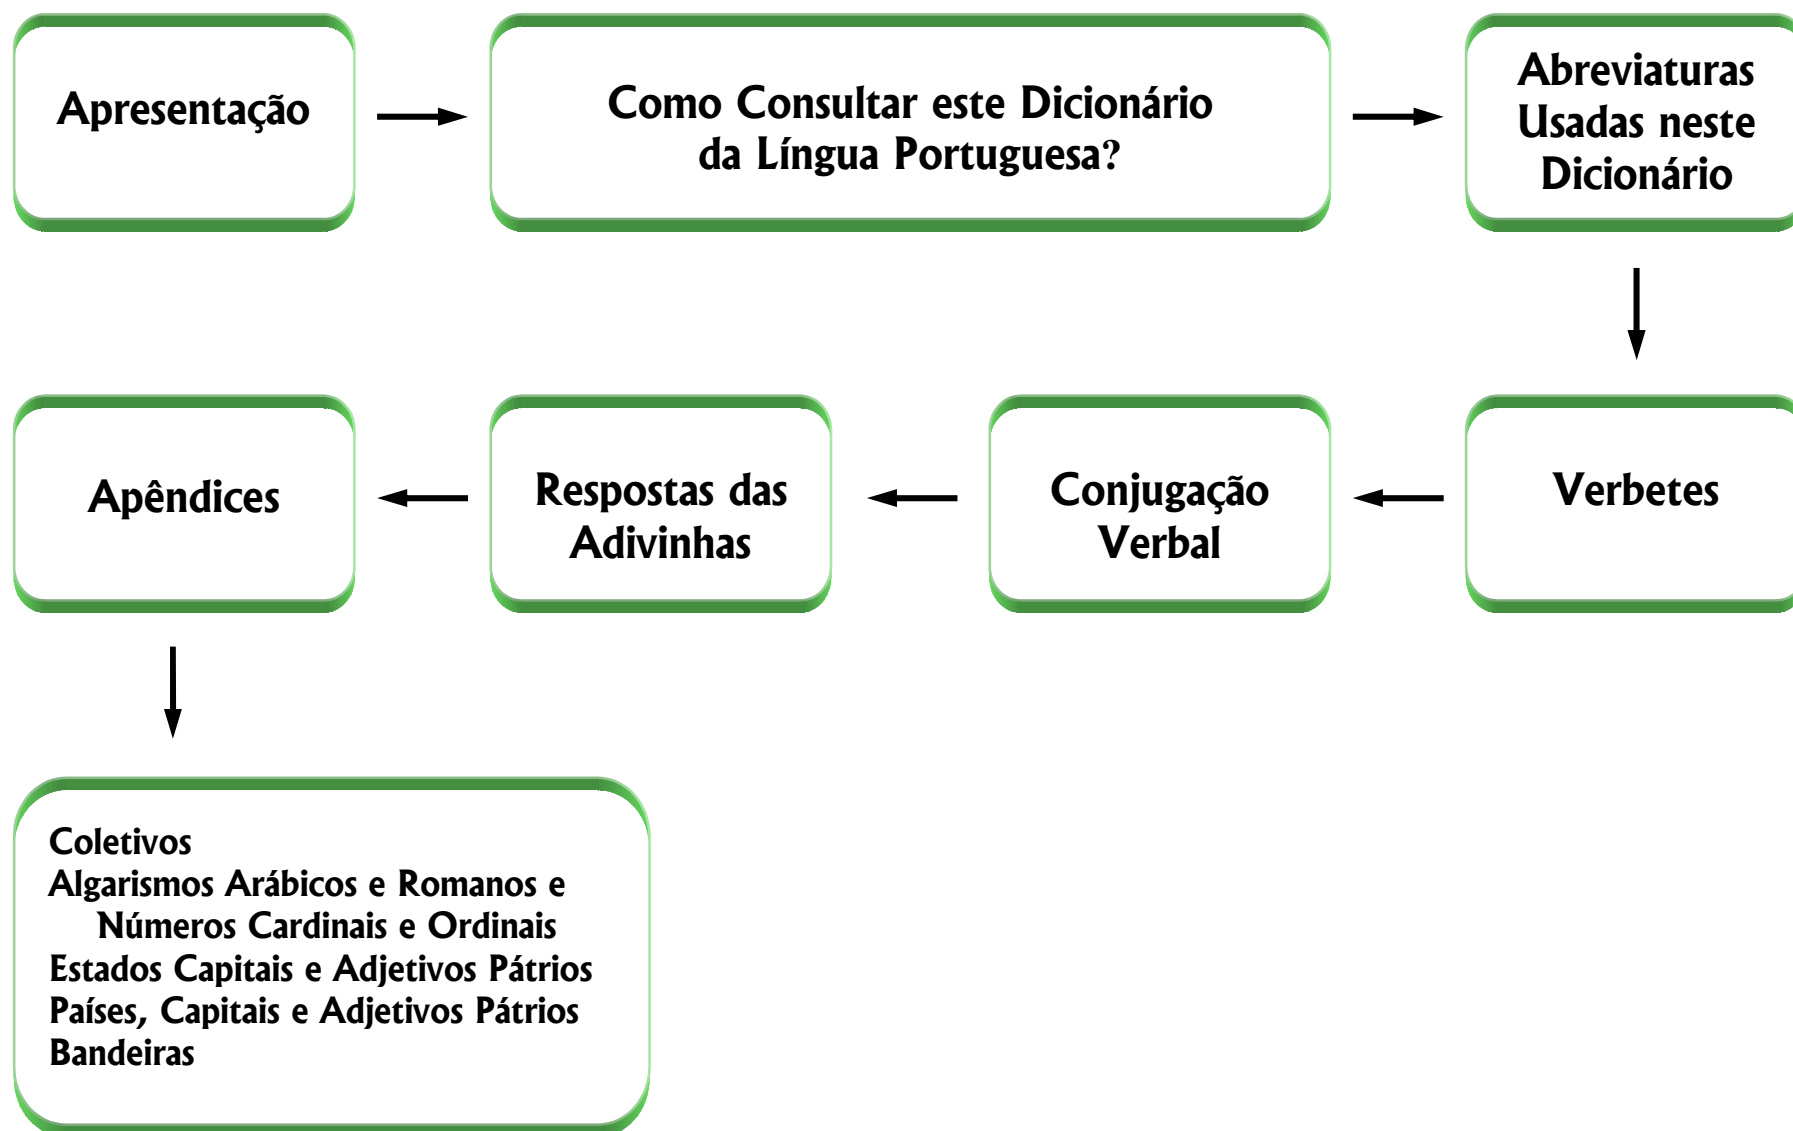 Apresentação
Como Consultar este Dicionário
da Língua Portuguesa?
Abreviaturas
Usadas neste
Dicionário
Verbetes
Conjugação
Verbal
Respostas das
Adivinhas
Apêndices
Coletivos
Algarismos Arábicos e Romanos e
Números Cardinais e Ordinais
Estados Capitais e Adjetivos Pátrios
Países, Capitais e Adjetivos Pátrios
Bandeiras